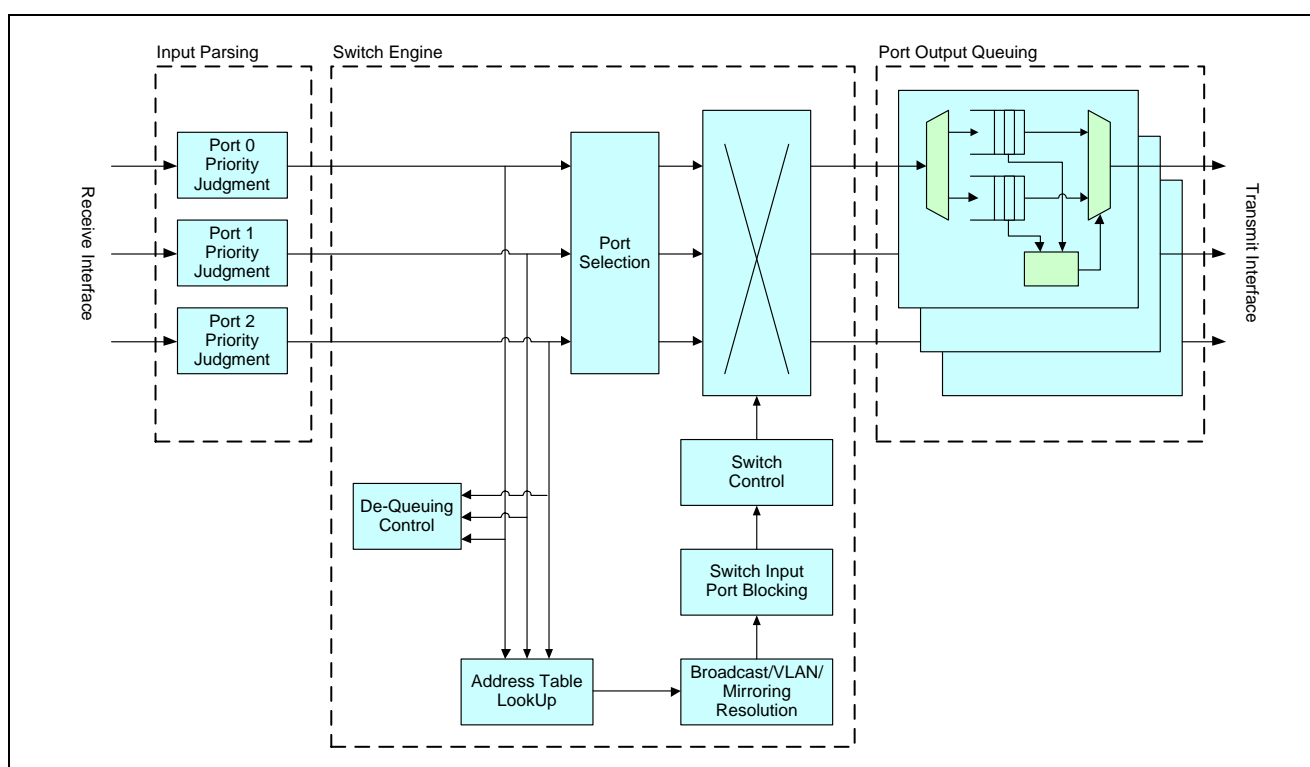 Input Parsing
Switch Engine
Port Output Queuing
Receive Interface
Port 0
Priority
Judgment
Port 1
Priority
Judgment
Port 2
Priority
Judgment
Port
Selection
Transmit Interface
De-Queuing
Control
Switch
Control
Switch Input
Port Blocking
Address Table
LookUp
Broadcast/VLAN/
Mirroring
Resolution